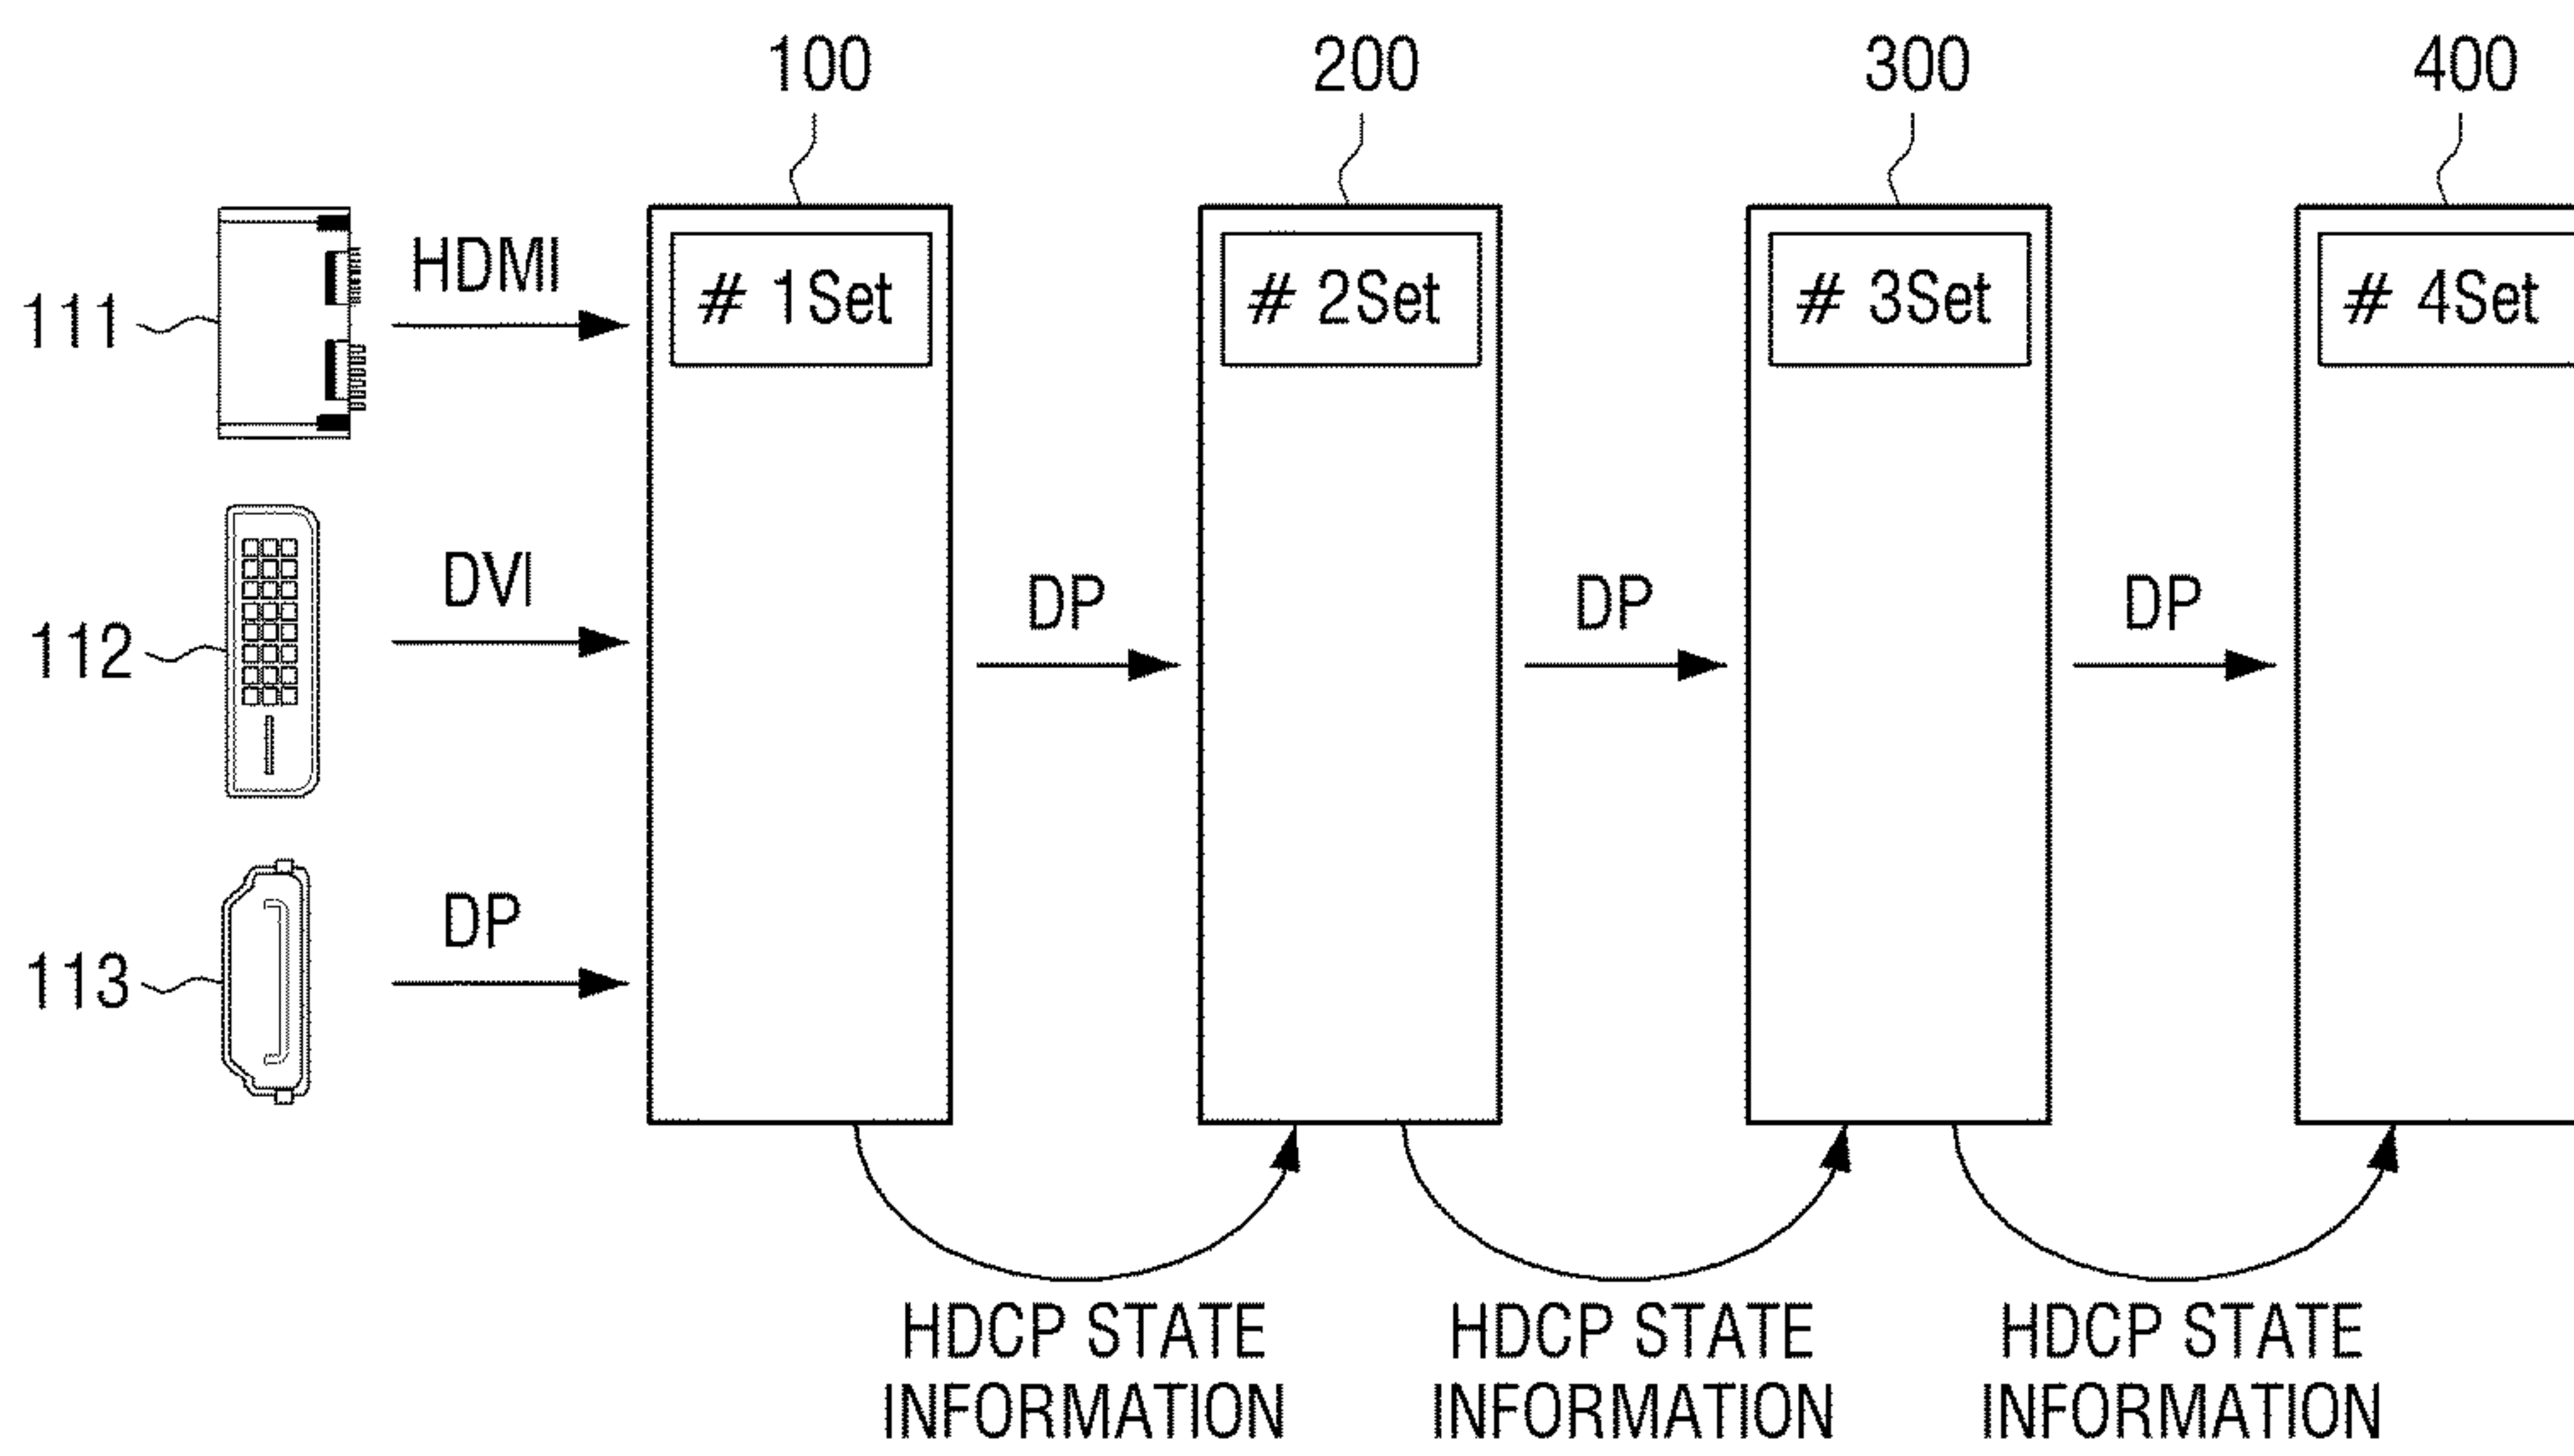 100
200
300
400
111
HDMI
# 1Set
# 2Set
# 3Set
# 4Set
112
DVI
DP
DP
DP
113
DP
HDCP STATE
INFORMATION
HDCP STATE
INFORMATION
HDCP STATE
INFORMATION